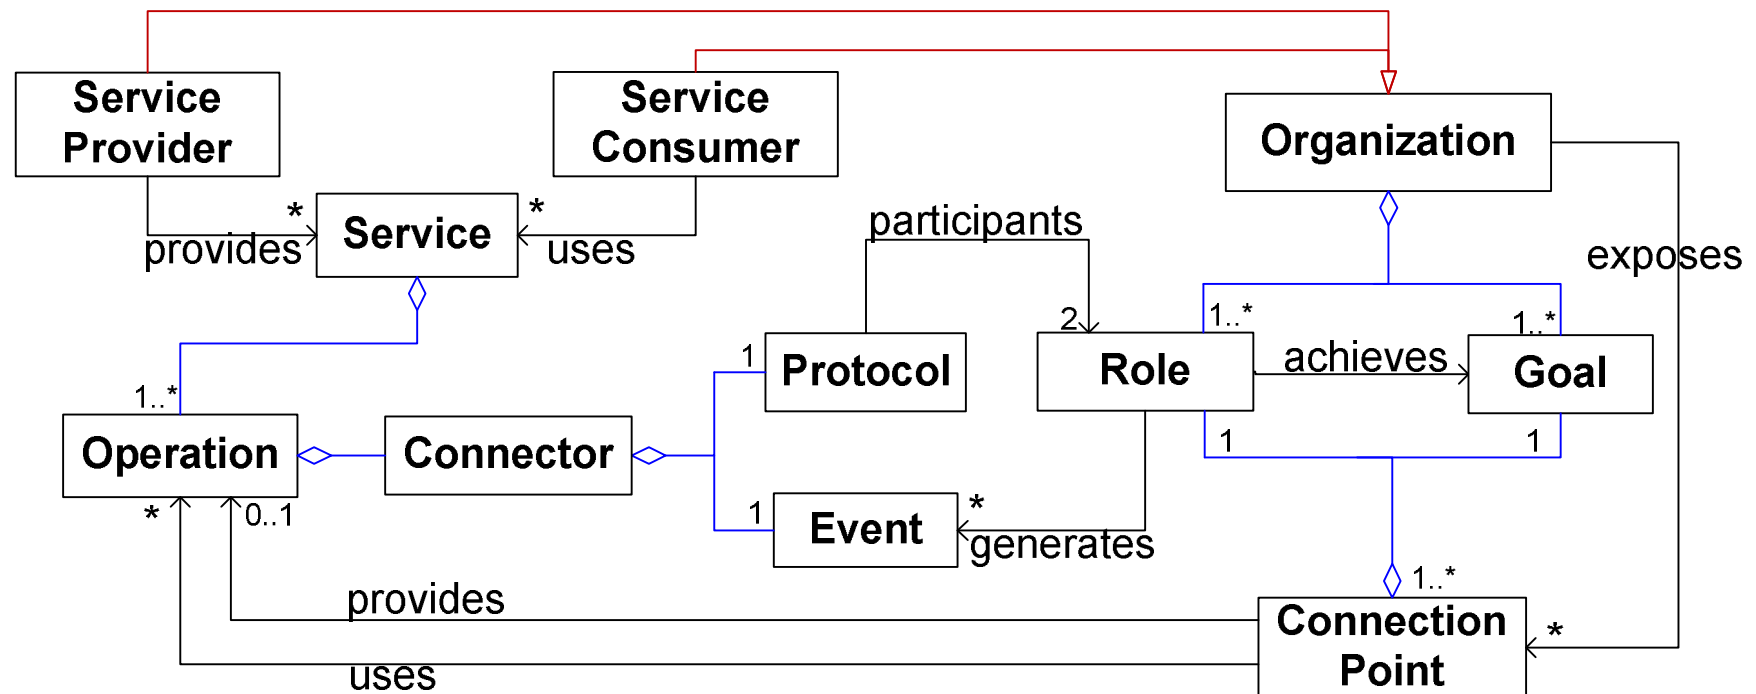 Service
Provider
Service
Consumer
Organization
*
provides
Service
*
uses
participants
exposes
2
1..*
1..*
1
Protocol
Role
achieves
Goal
1..*
Operation
Connector
1
1
*
0..1
1
Event
*
generates
provides
1..*
Connection
Point
*
uses